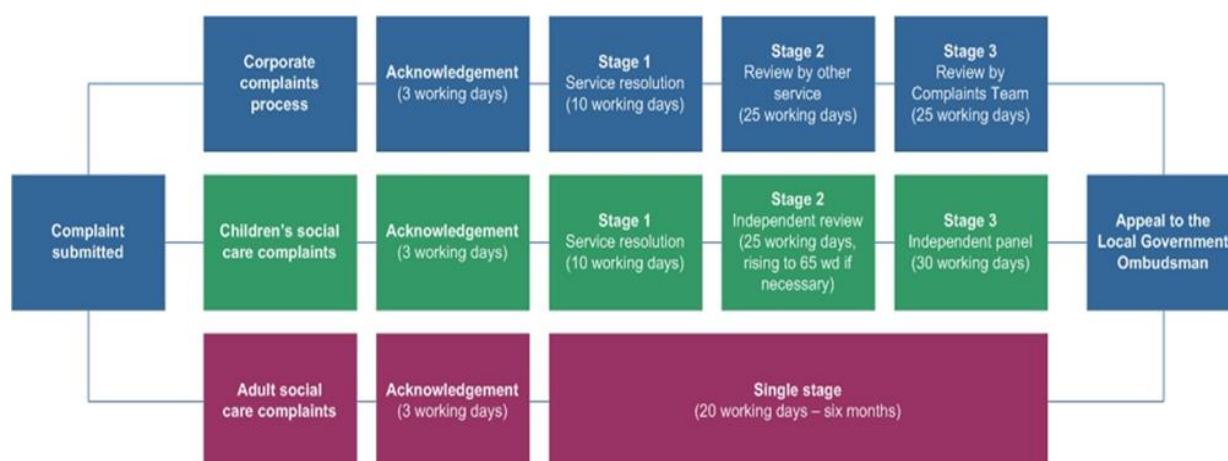 Corporate
complaints
process
Acknowledgement
(3 working days)
Stage 1
Service resolution
(10 working days)
Stage 2
Review by other
service
(25 working days)
Stage 3
Review by
Complaints Team
(25 working days)
Complaint
submitted
Children's social
care complaints
Acknowledgement
(3 working days)
Stage 1
Service resolution
(10 working days)
Stage 2
Independent review
(25 working days,
rising to 65 wd if
necessary)
Stage 3
Independent panel
(30 working days)
Appeal to the
Local Government
Ombudsman
Adult social
care complaints
Acknowledgement
(3 working days)
Single stage
(20 working days – six months)